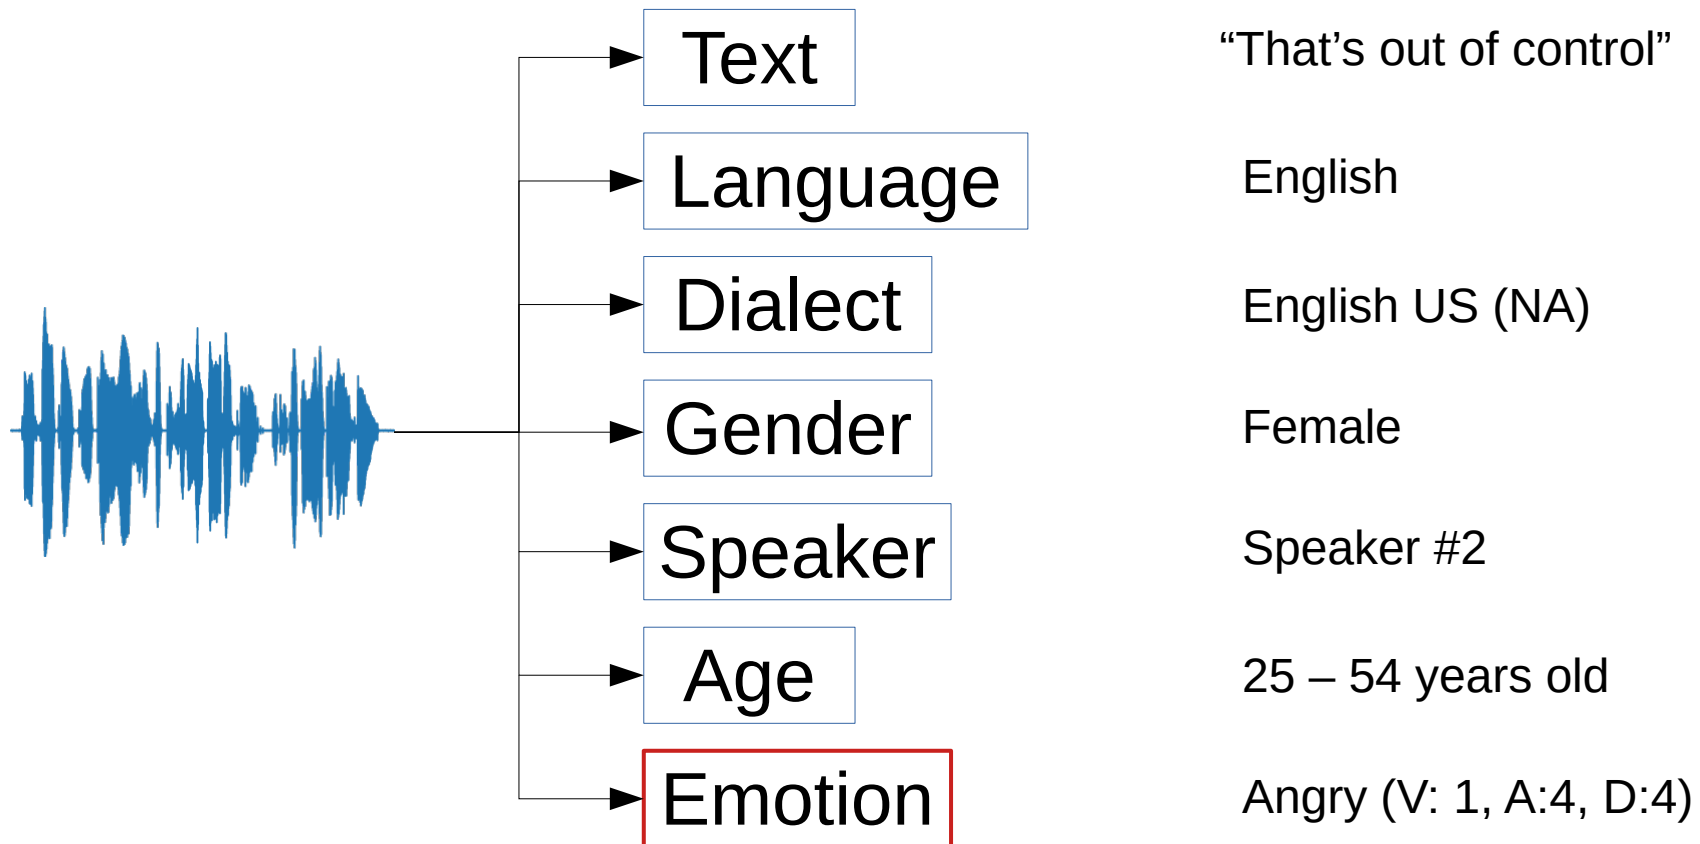 Text “That’s out of control”
Language English
Dialect English US (NA)
Gender Female
Speaker Speaker #2
Age 25 – 54 years old
Emotion Angry (V: 1, A:4, D:4)